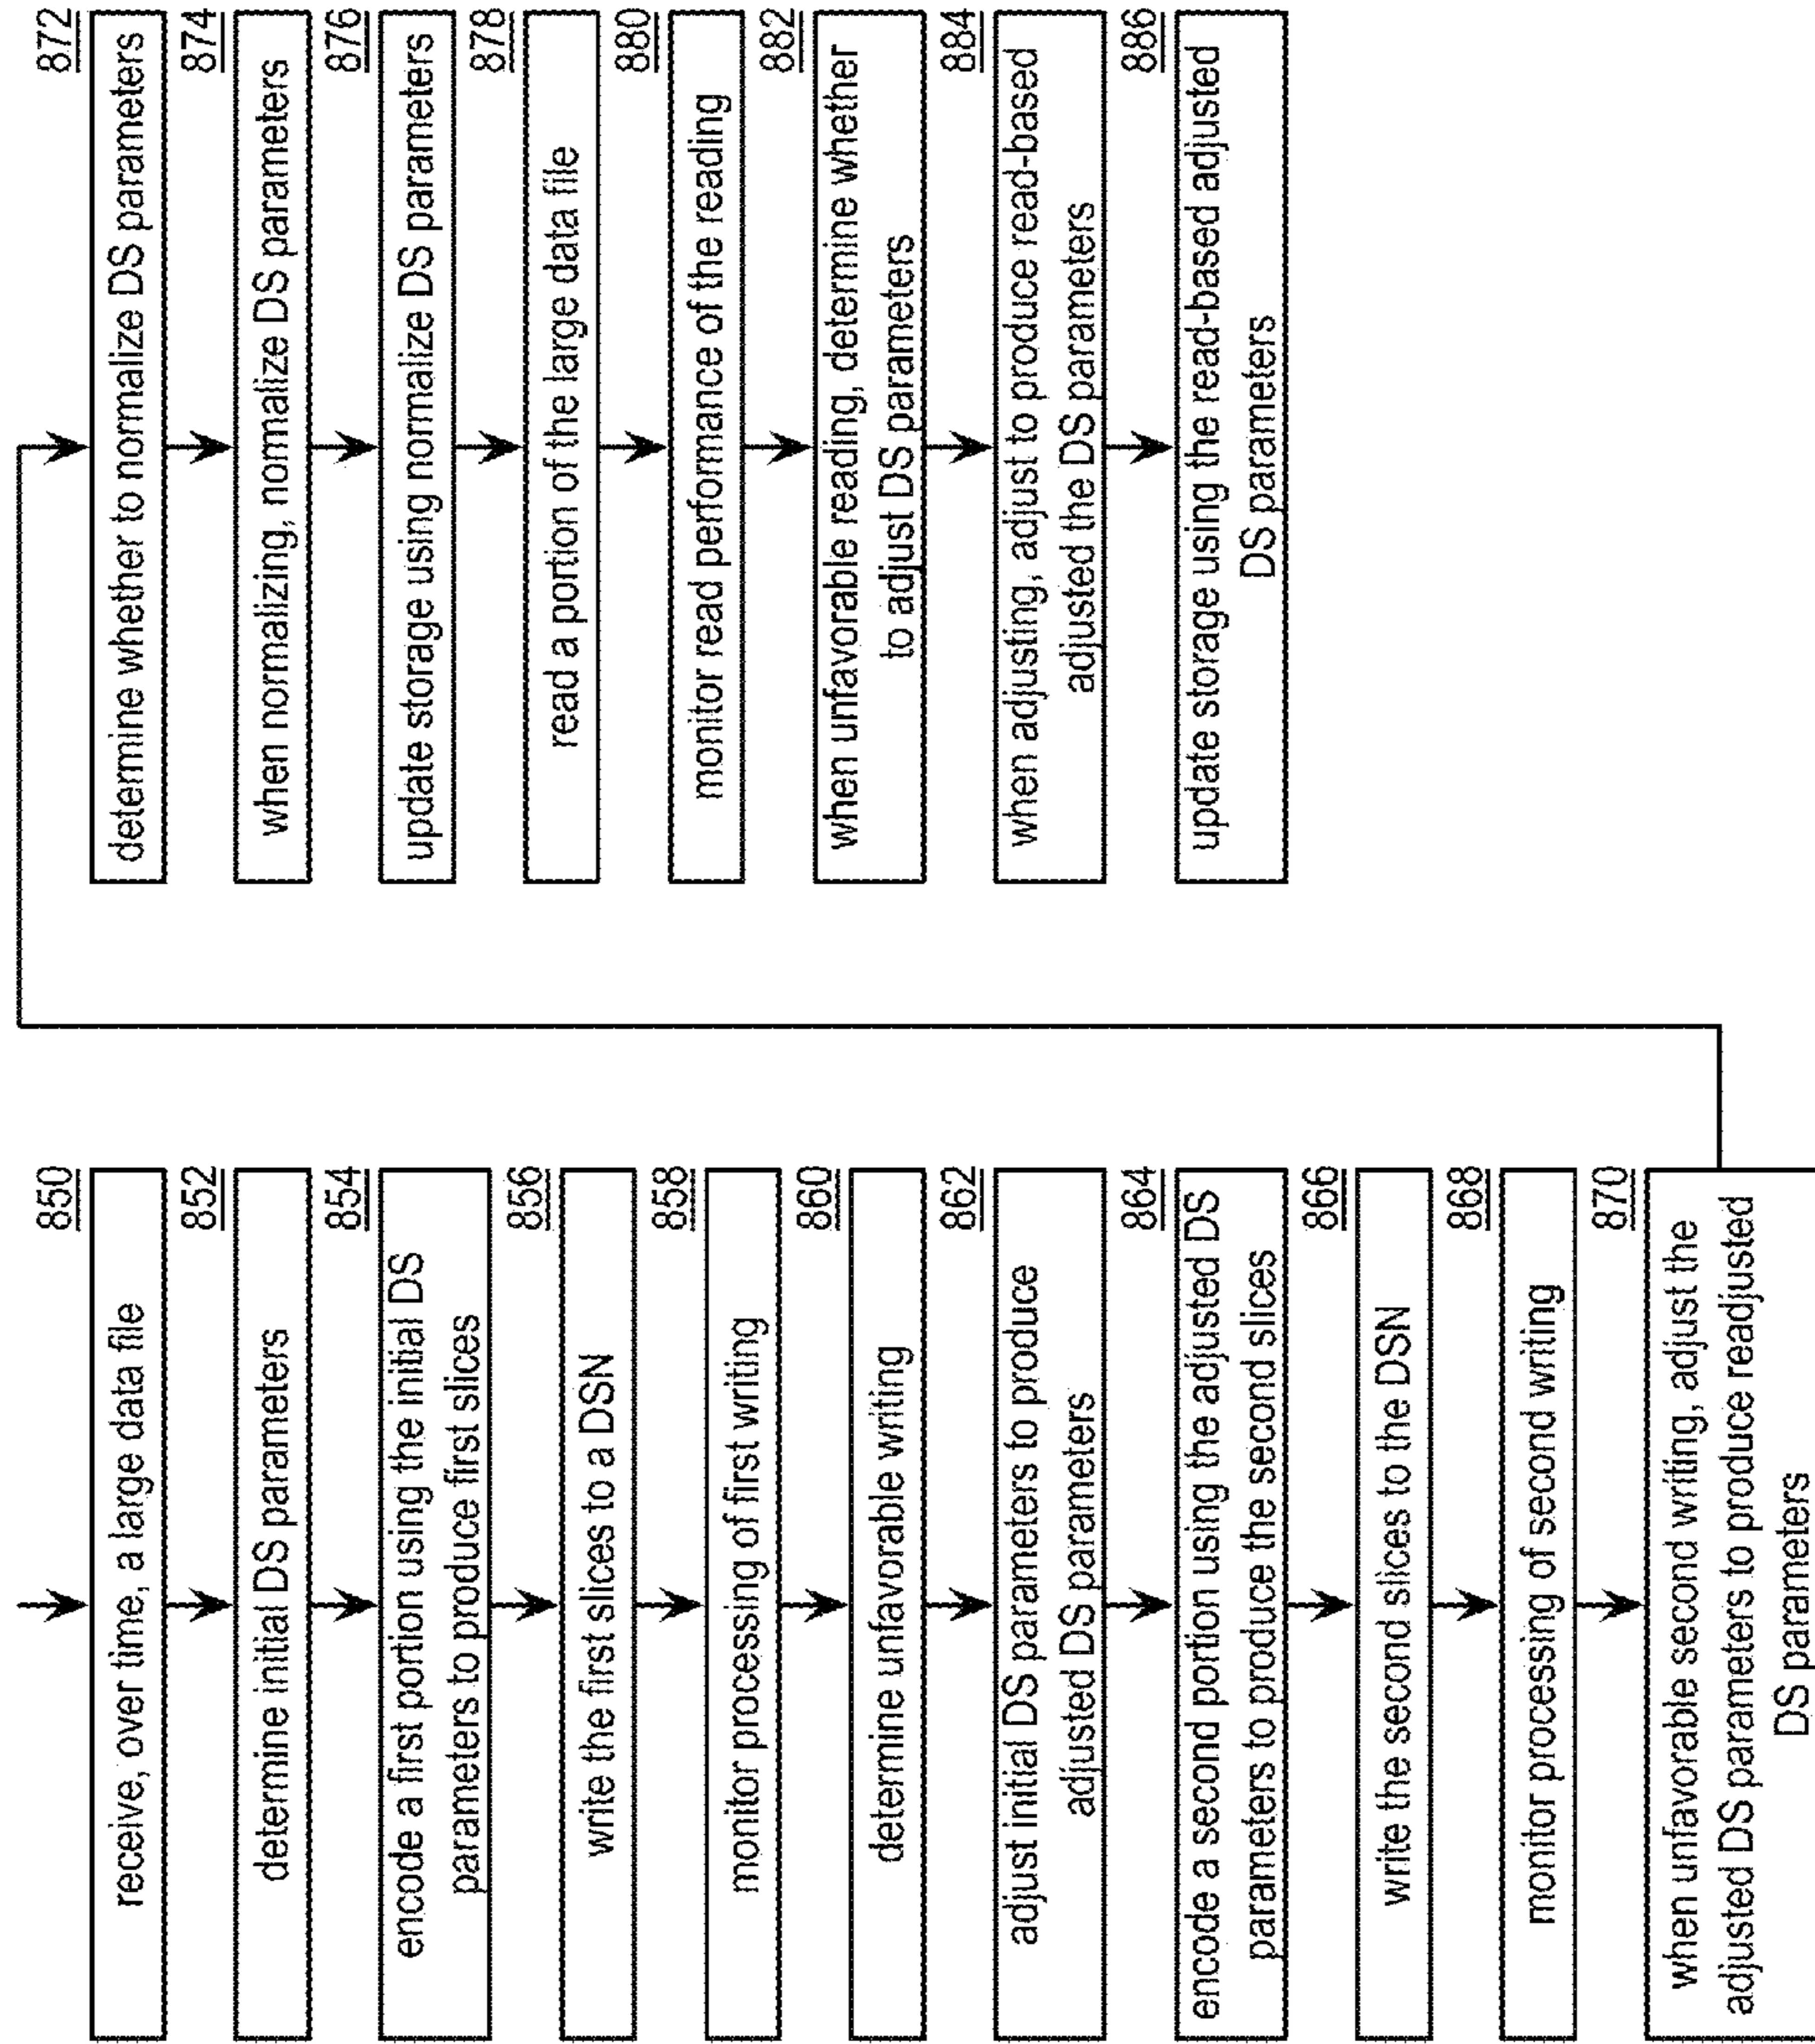 850
receive, over time, a large data file
852
determine initial DS parameters
854
encode a first portion using the initial DS
parameters to produce first slices
856
write the first slices to a DSN
858
monitor processing of first writing
860
determine unfavorable writing
862
adjust initial DS parameters to produce
adjusted DS parameters
864
encode a second portion using the adjusted DS
parameters to produce the second slices
866
write the second slices to the DSN
868
monitor processing of second writing
870
when unfavorable second writing, adjust the
adjusted DS parameters to produce readjusted
DS parameters
872
determine whether to normalize DS parameters
874
when normalizing, normalize DS parameters
876
update storage using normalize DS parameters
878
read a portion of the large data file
880
monitor read performance of the reading
882
when unfavorable reading, determine whether
to adjust DS parameters
884
when adjusting, adjust to produce read-based
adjusted the DS parameters
886
update storage using the read-based adjusted
DS parameters